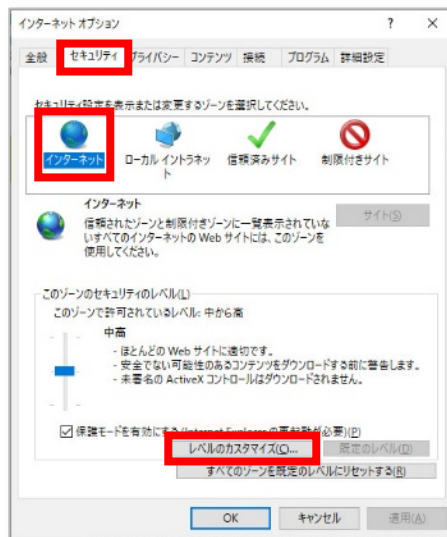 インターネット オプション
? ×
全般 セキュリティ プライバシー コンテンツ 接続 プログラム 詳細設定
セキュリティ設定を表示または変更するゾーンを選択してください。
インターネット ローカル イントラネット 信頼済みサイト 制限付きサイト
インターネット
サイト(S)
信頼されたゾーンと制限付きゾーンに一覧表示されていな
いすべてのインターネットの Web サイトには、このゾーンを
使用してください。
このゾーンのセキュリティのレベル(L)
このゾーンで許可されているレベル: 中から高
中高
- ほとんどの Web サイトに適切です。
- 安全でない可能性のあるコンテンツをダウンロードする前に警告します。
- 未署名の ActiveX コントロールはダウンロードされません。
保護モードを有効にする (Internet Explorer の再起動が必要)(P)
レベルのカスタマイズ(C)... 既定のレベル(D)
すべてのゾーンを既定のレベルにリセットする(R)
OK キャンセル 適用(A)